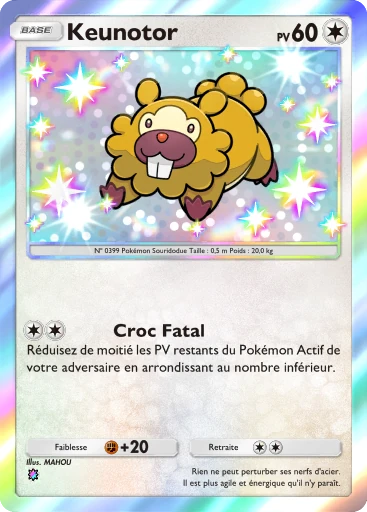 BASE Keunotor PV 60
N° 0399 Pokémon Souridodue Taille : 0,5 m Poids : 20,0 kg
Croc Fatal
Réduisez de moitié les PV restants du Pokémon Actif de
votre adversaire en arrondissant au nombre inférieur.
Faiblesse +20 Retraite
Illus. MAHOU
Rien ne peut perturber ses nerfs d'acier.
Il est plus agile et énergique qu'il n'y paraît.